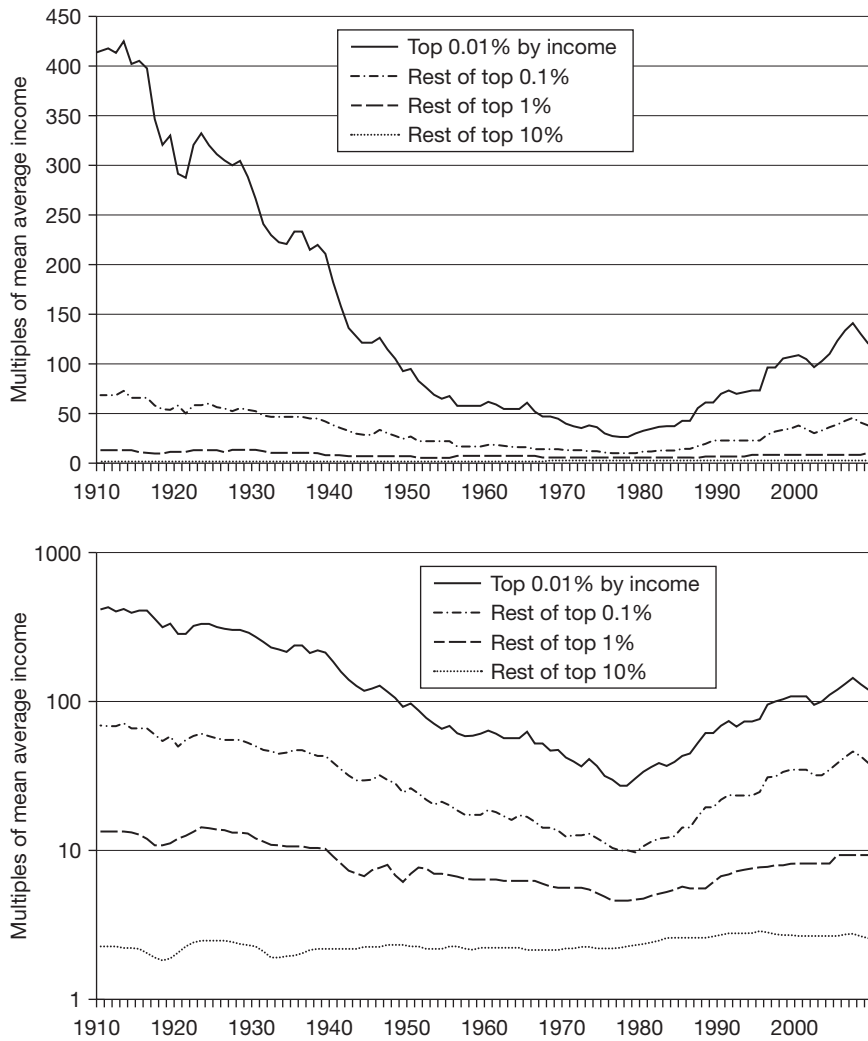 Multiples of mean average income
450
400
350
300
250
200
150
100
50
0
Top 0.01% by income
Rest of top 0.1%
Rest of top 1%
Rest of top 10%
1910 1920 1930 1940 1950 1960 1970 1980 1990 2000
Multiples of mean average income
1000
100
10
1
Top 0.01% by income
Rest of top 0.1%
Rest of top 1%
Rest of top 10%
1910 1920 1930 1940 1950 1960 1970 1980 1990 2000